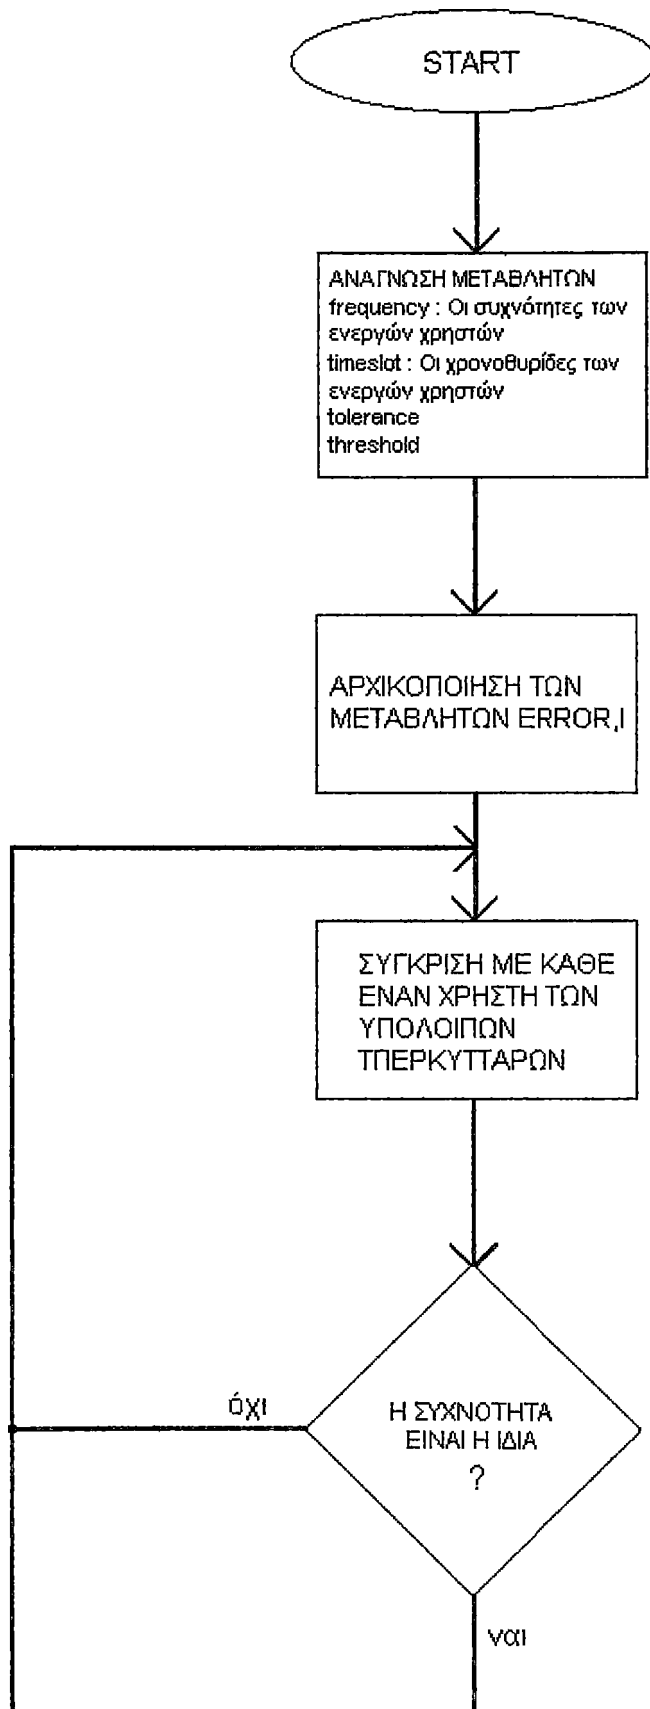 START
ΑΝΑΓΝΩΣΗ ΜΕΤΑΒΛΗΤΩΝ
frequency : Οι συχνότητες των
ενεργών χρηστών
timeslot : Οι χρονοθυρίδες των
ενεργών χρηστών
tolerance
threshold
ΑΡΧΙΚΟΠΟΙΗΣΗ ΤΩΝ
ΜΕΤΑΒΛΗΤΩΝ ERROR,I
ΣΥΓΚΡΙΣΗ ΜΕ ΚΑΘΕ
ΕΝΑΝ ΧΡΗΣΤΗ ΤΩΝ
ΥΠΟΛΟΙΠΩΝ
ΤΠΕΡΚΥΤΤΑΡΩΝ
όχι
Η ΣΥΧΝΟΤΗΤΑ
ΕΙΝΑΙ Η ΙΔΙΑ
?
ναι